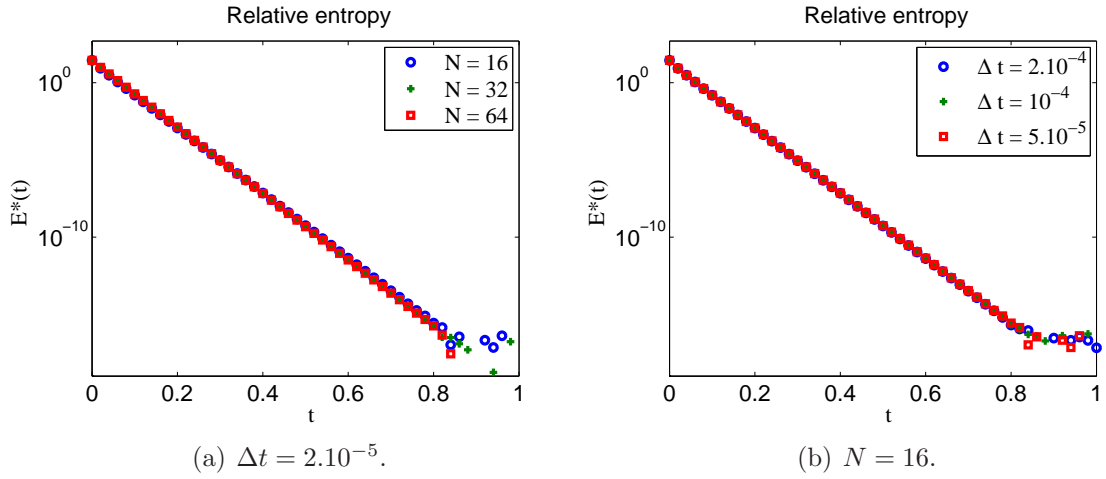 Relative entropy
10^0
10^-10
E*(t)
N = 16
N = 32
N = 64
0 0.2 0.4 0.6 0.8 1
t
(a) Δt = 2.10^-5.
Relative entropy
10^0
10^-10
E*(t)
Δ t = 2.10^-4
Δ t = 10^-4
Δ t = 5.10^-5
0 0.2 0.4 0.6 0.8 1
t
(b) N = 16.